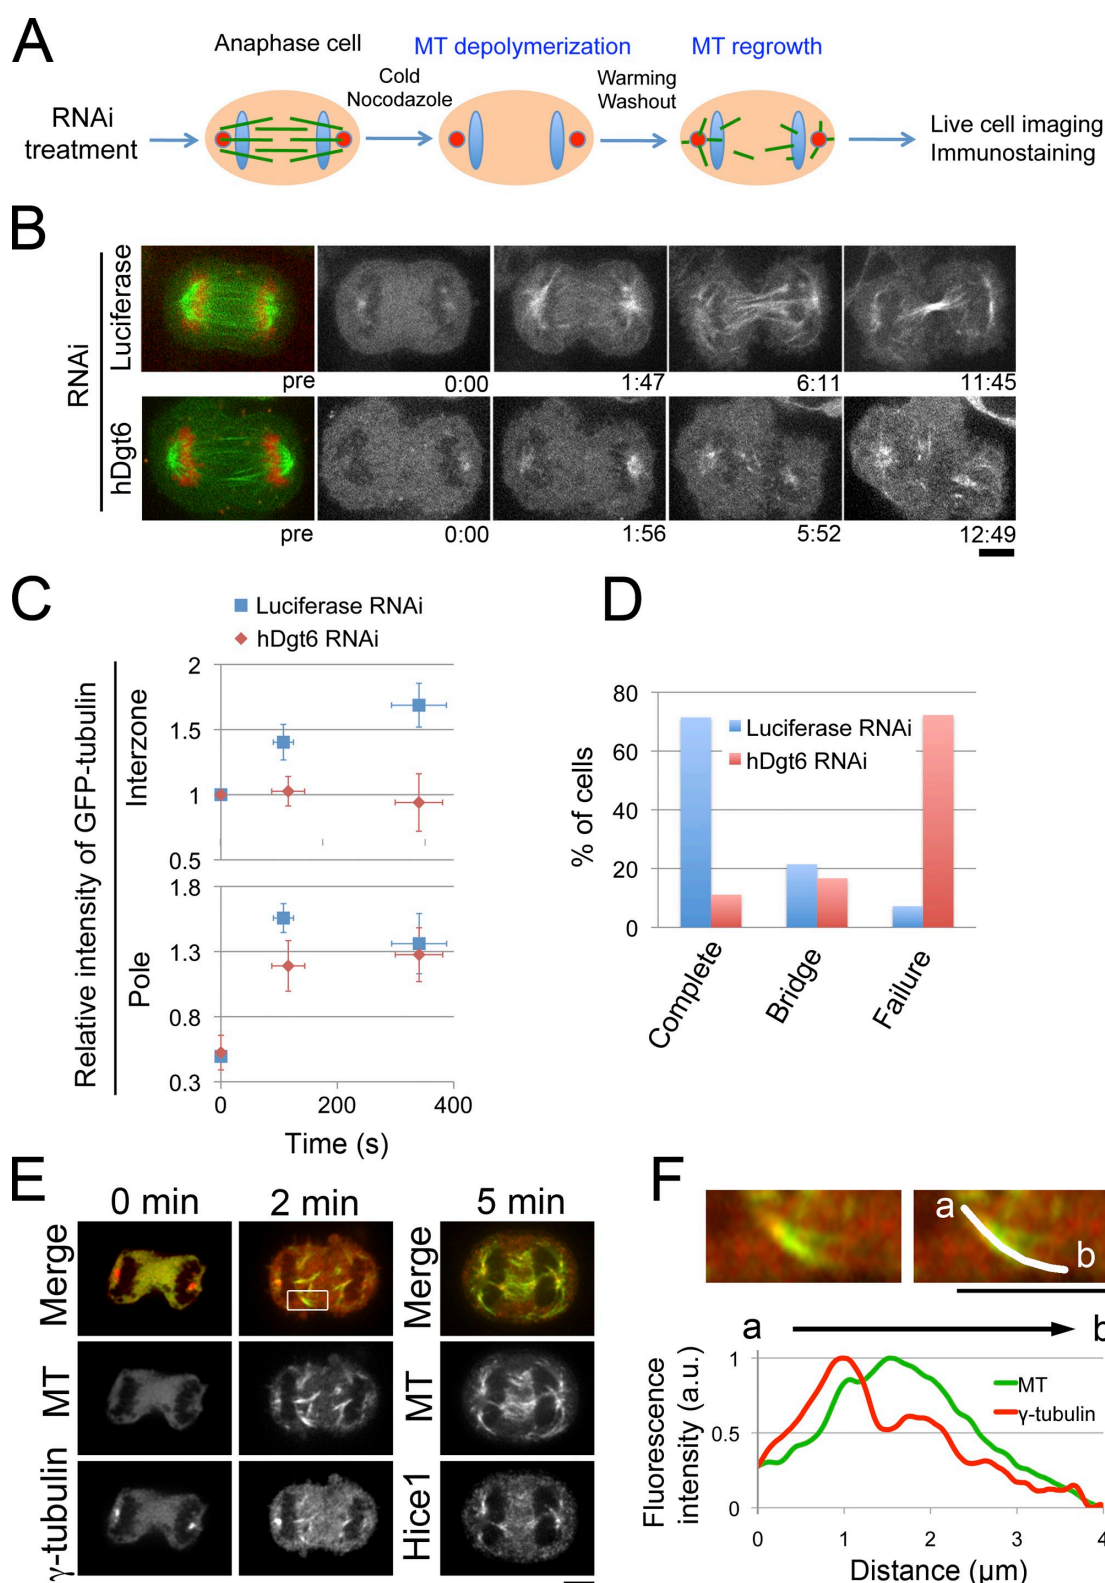 A
Anaphase cell
MT depolymerization
MT regrowth
RNAi
treatment
Cold
Nocodazole
Warming
Washout
Live cell imaging
Immunostaining
B
RNAi
Luciferase
pre
0:00
1:47
6:11
11:45
hDgt6
pre
0:00
1:56
5:52
12:49
C
Luciferase RNAi
hDgt6 RNAi
Relative intensity of GFP-tubulin
Interzone
2
1.5
1
0.5
Pole
1.8
1.3
0.8
0.3
0
200
400
Time (s)
D
% of cells
80
60
40
20
0
Luciferase RNAi
hDgt6 RNAi
Complete
Bridge
Failure
E
0 min
2 min
5 min
Merge
Merge
MT
MT
γ-tubulin
Hice1
F
a
b
a
b
Fluorescence
intensity (a.u.)
1
0.5
0
MT
γ-tubulin
0
1
2
3
4
Distance (μm)